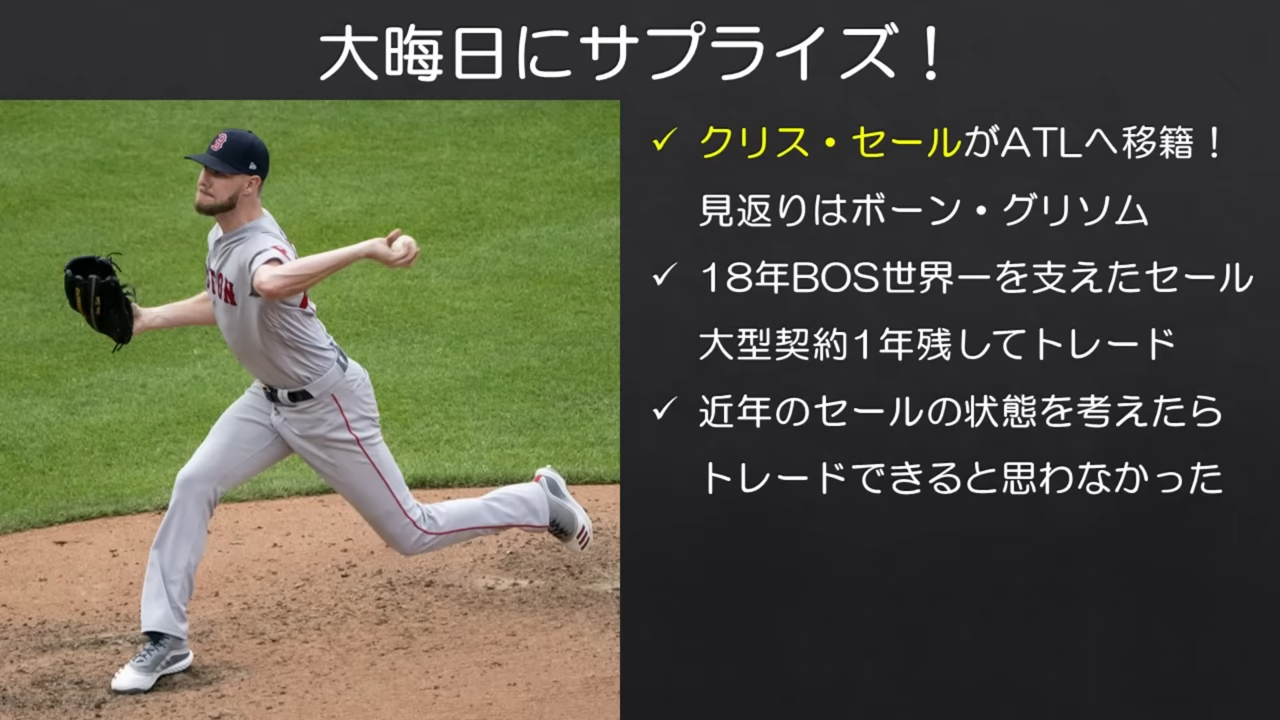 大晦日にサプライズ！
✓ クリス・セールがATLへ移籍！
見返りはボーン・グリソム
✓ 18年BOS世界一を支えたセール
大型契約1年残してトレード
✓ 近年のセールの状態を考えたら
トレードできると思わなかった
B
STON